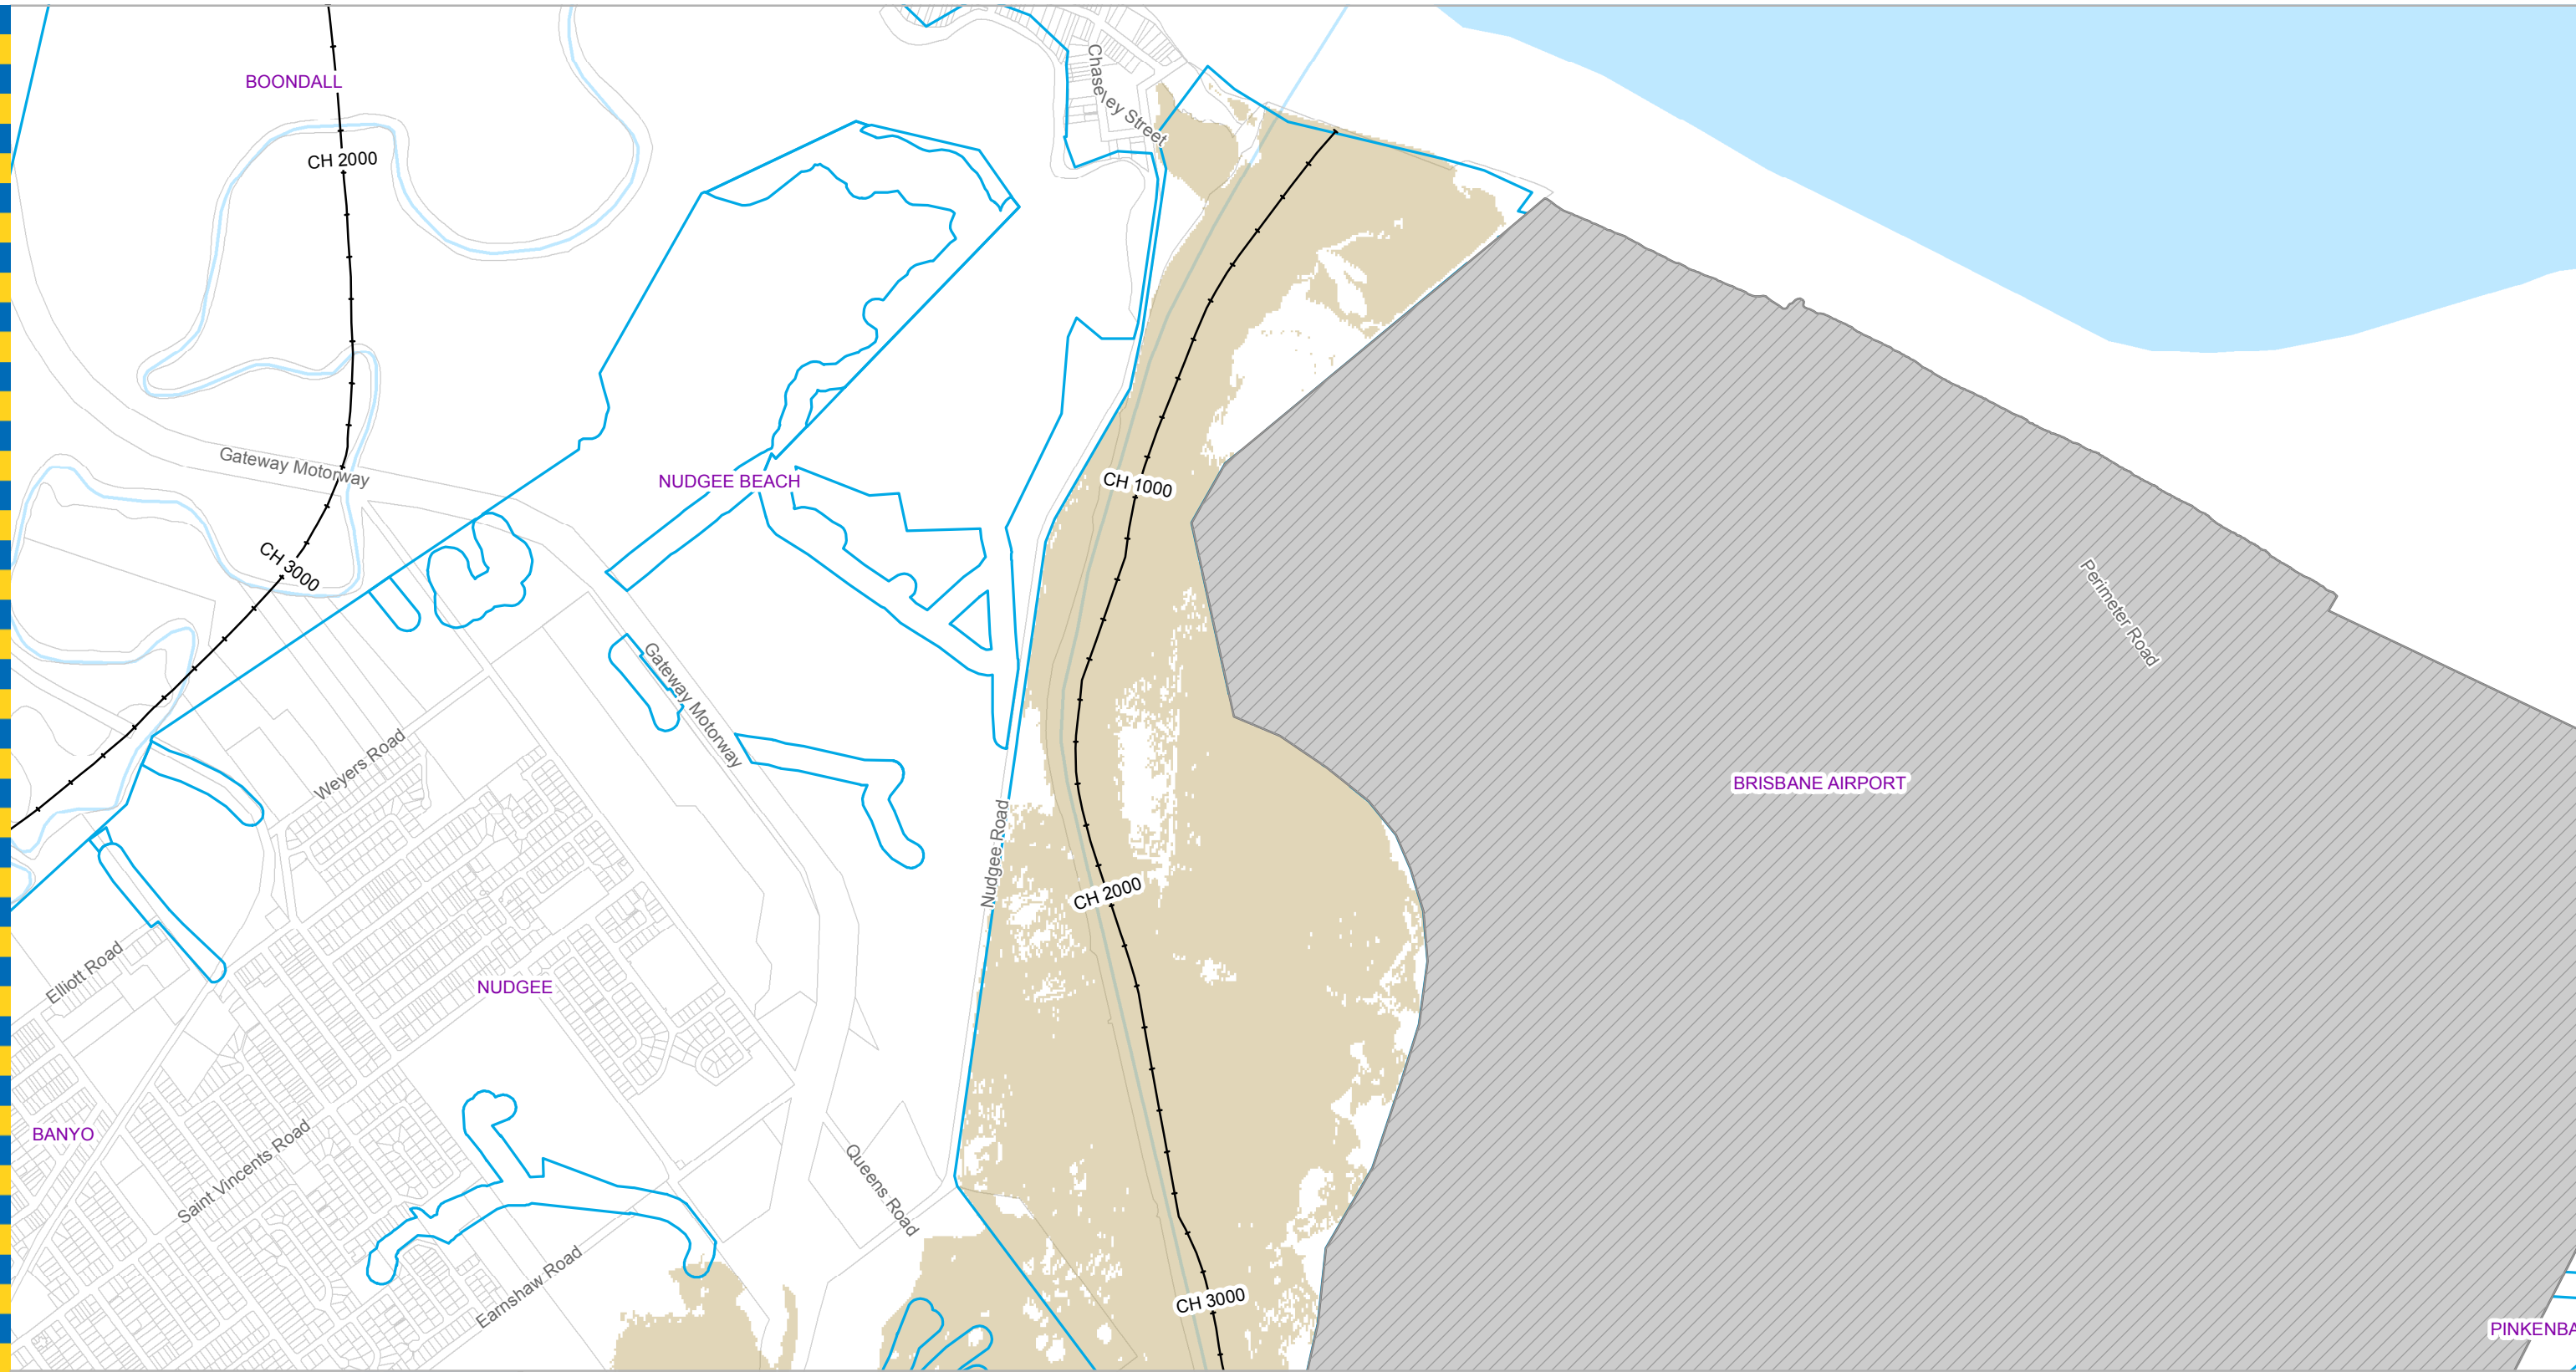 BOONDALL
Chaseley Street
CH 2000
Gateway Motorway
NUDGEE BEACH
CH 1000
CH 3000
Perimeter Road
Gateway Motorway
Weyers Road
BRISBANE AIRPORT
Nudgee Road
CH 2000
Elliott Road
NUDGEE
BANYO
Saint Vincents Road
Queens Road
Earnshaw Road
CH 3000
PINKENBA